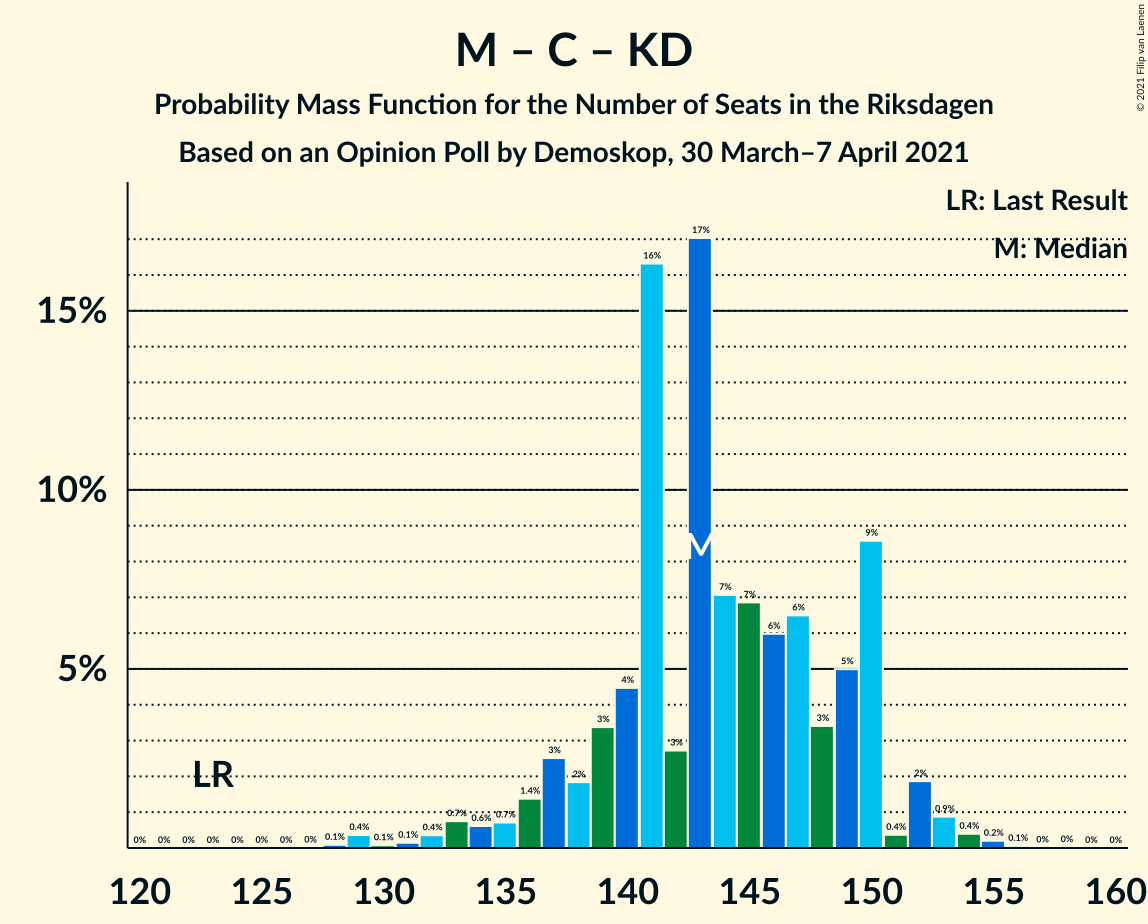 M – C – KD
Probability Mass Function for the Number of Seats in the Riksdagen
Based on an Opinion Poll by Demoskop, 30 March–7 April 2021
© 2021 Filip van Laenen
LR: Last Result
M: Median
15%
10%
5%
LR
M
0% 0% 0% 0% 0% 0% 0% 0% 0.1% 0.4% 0.1% 0.1% 0.4% 0.7% 0.6% 0.7% 1.4% 3% 2% 3% 4% 16% 3% 17% 7% 7% 6% 6% 3% 5% 9% 0.4% 2% 0.9% 0.4% 0.2% 0.1% 0% 0% 0% 0%
120 125 130 135 140 145 150 155 160